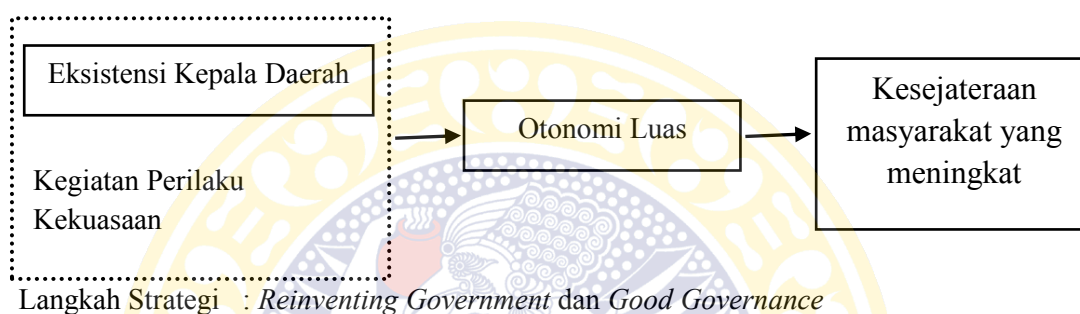 Eksistensi Kepala Daerah
Kegiatan Perilaku
Kekuasaan
Otonomi Luas
Kesejateraan
masyarakat yang
meningkat
Langkah Strategi : Reinventing Government dan Good Governance